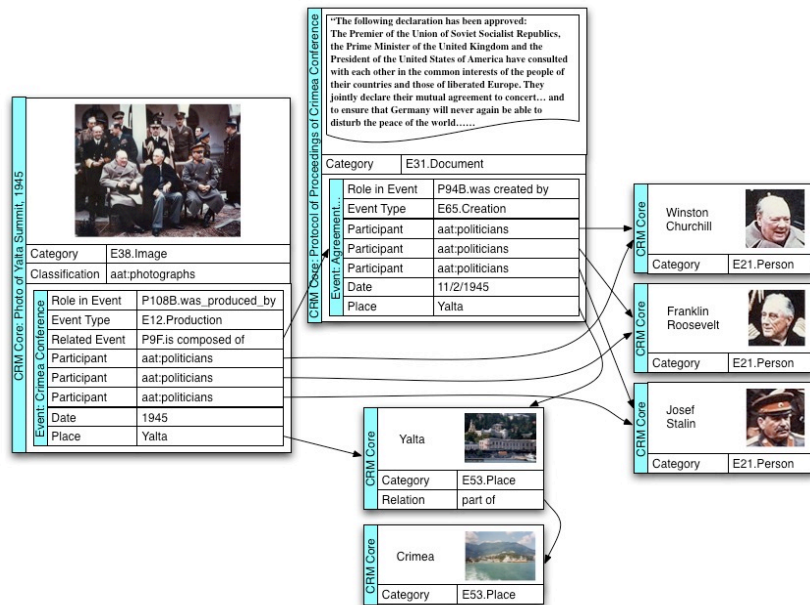 CRM Core: Photo of Yalta Summit, 1945
Category E38.Image
Classification aat:photographs
Event: Crimea Conference
Role in Event P108B.was_produced_by
Event Type E12.Production
Related Event P9F.is composed of
Participant aat:politicians
Participant aat:politicians
Participant aat:politicians
Date 1945
Place Yalta
CRM Core: Protocol of Proceedings of Crimea Conference
“The following declaration has been approved:
The Premier of the Union of Soviet Socialist Republics,
the Prime Minister of the United Kingdom and the
President of the United States of America have consulted
with each other in the common interests of the people of
their countries and those of liberated Europe. They
jointly declare their mutual agreement to concert… and
to ensure that Germany will never again be able to
disturb the peace of the world……
Category E31.Document
Event: Agreement...
Role in Event P94B.was created by
Event Type E65.Creation
Participant aat:politicians
Participant aat:politicians
Participant aat:politicians
Date 11/2/1945
Place Yalta
CRM Core
Winston
Churchill
Category E21.Person
CRM Core
Franklin
Roosevelt
Category E21.Person
CRM Core
Josef
Stalin
Category E21.Person
CRM Core
Yalta
Category E53.Place
Relation part of
CRM Core
Crimea
Category E53.Place